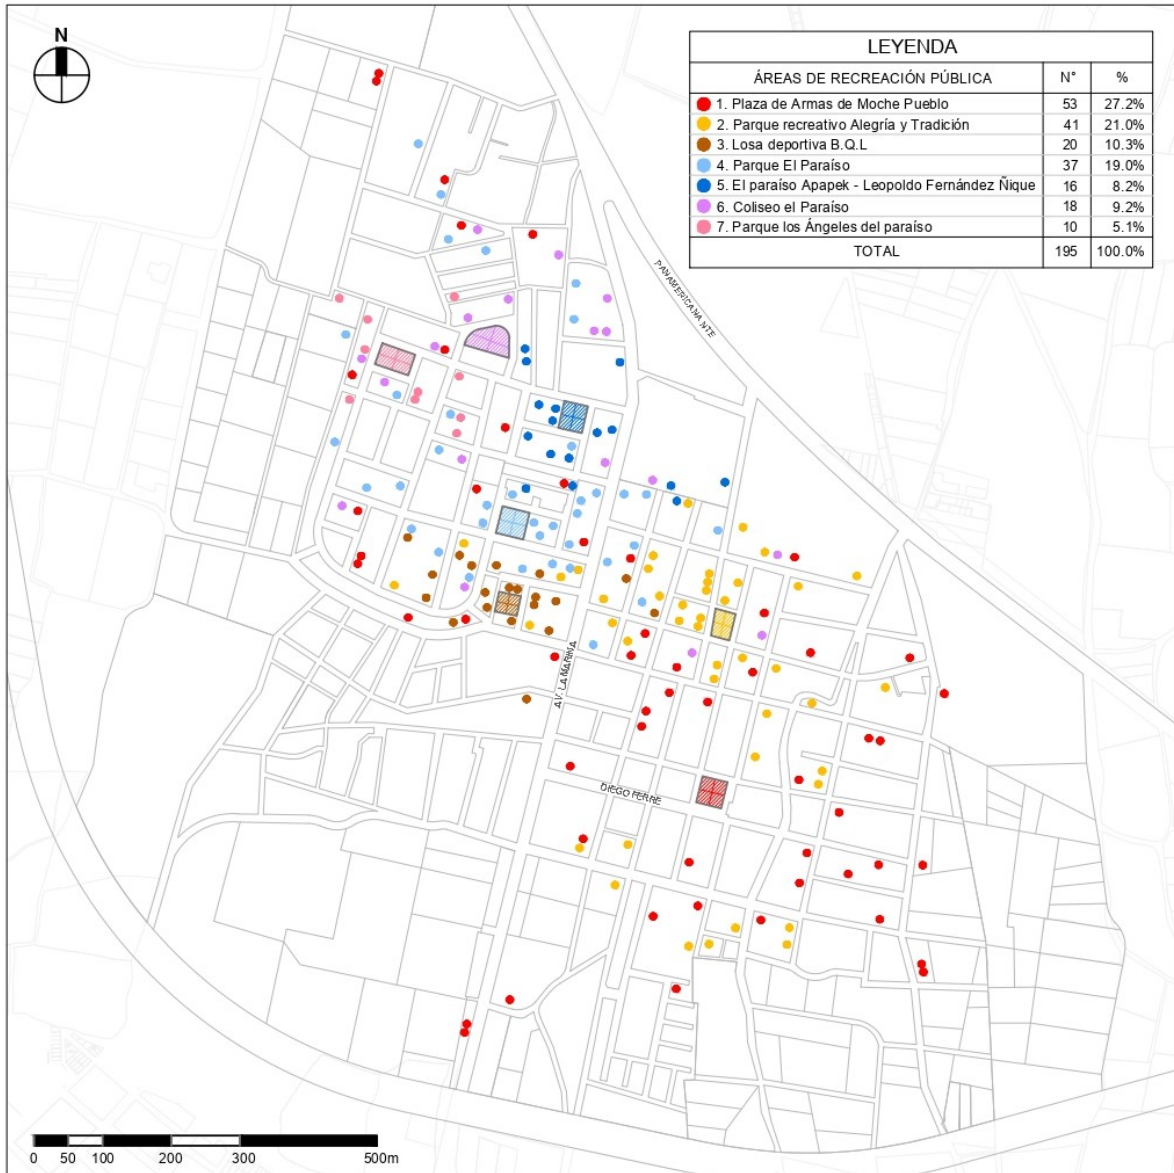 N
LEYENDA
ÁREAS DE RECREACIÓN PÚBLICA N° %
1. Plaza de Armas de Moche Pueblo 53 27.2%
2. Parque recreativo Alegría y Tradición 41 21.0%
3. Losa deportiva B.Q.L 20 10.3%
4. Parque El Paraíso 37 19.0%
5. El paraíso Apapek - Leopoldo Fernández Ñique 16 8.2%
6. Coliseo el Paraíso 18 9.2%
7. Parque los Ángeles del paraíso 10 5.1%
TOTAL 195 100.0%
PANAMERICANA NTE
AV. LA MARINA
DIEGO FERRE
0 50 100 200 300 500m